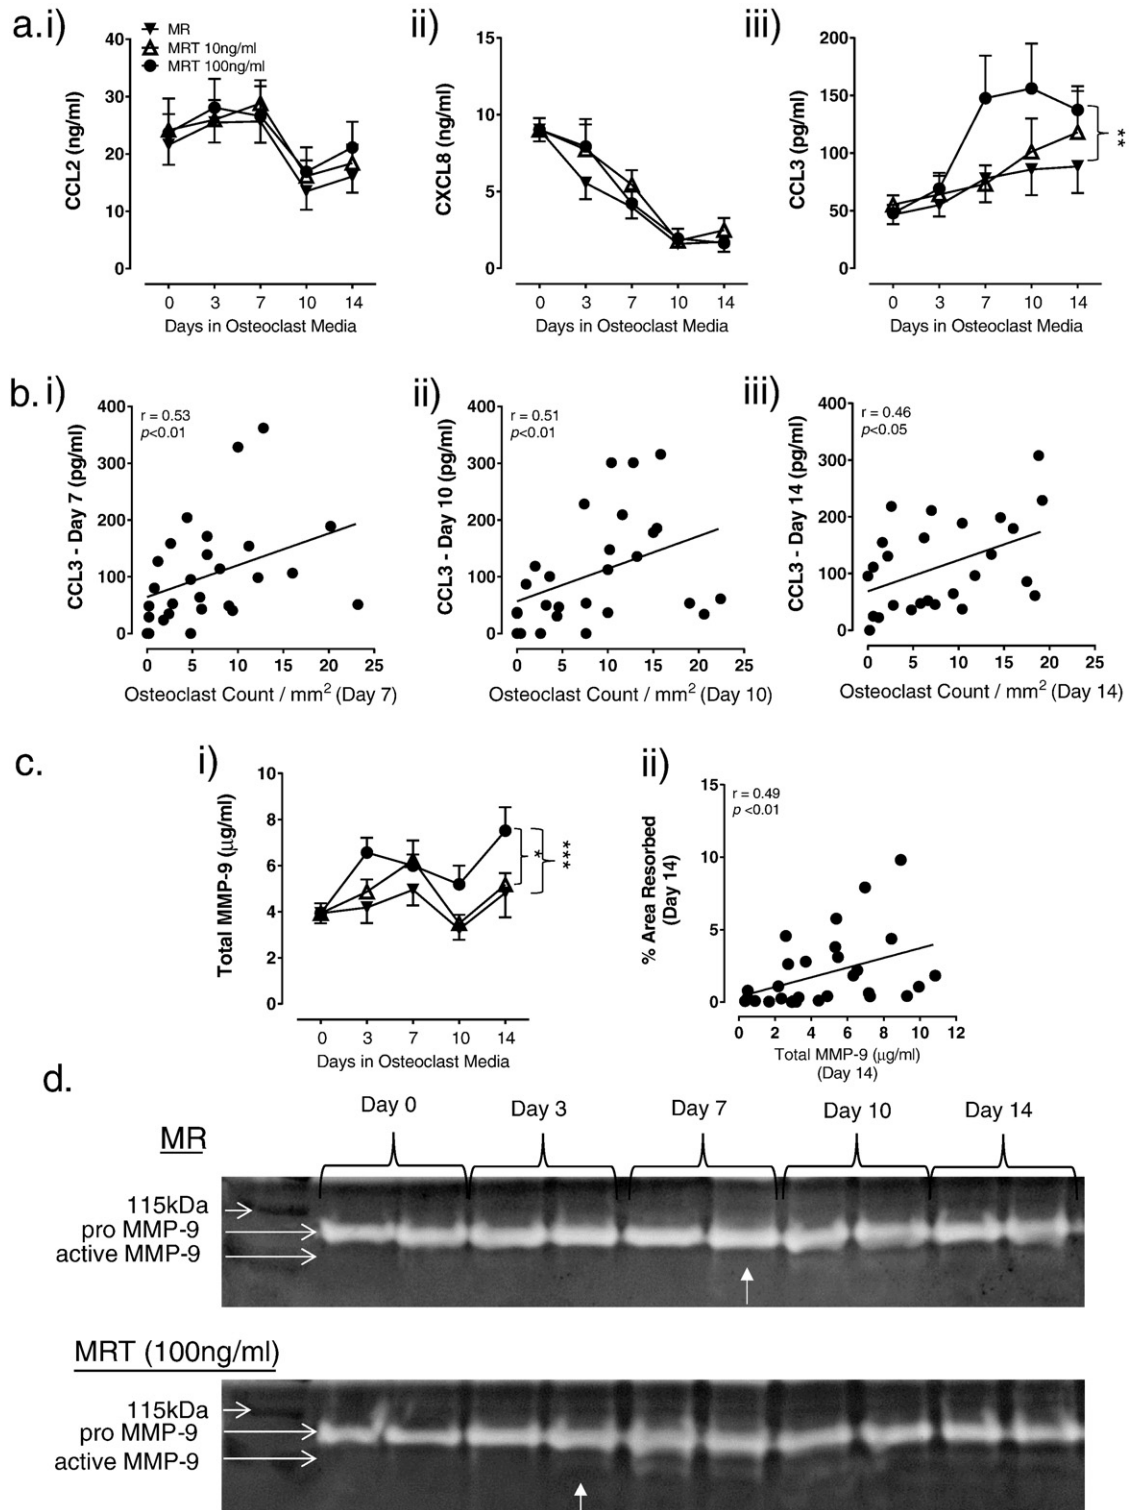 a.i)
MR
MRT 10ng/ml
MRT 100ng/ml
CCL2 (ng/ml)
40
30
20
10
0
0 3 7 10 14
Days in Osteoclast Media
ii)
CXCL8 (ng/ml)
15
10
5
0
0 3 7 10 14
Days in Osteoclast Media
iii)
CCL3 (pg/ml)
200
150
100
50
0
**
0 3 7 10 14
Days in Osteoclast Media
b.i)
r = 0.53
p<0.01
CCL3 - Day 7 (pg/ml)
400
300
200
100
0
0 5 10 15 20 25
Osteoclast Count / mm² (Day 7)
ii)
r = 0.51
p<0.01
CCL3 - Day 10 (pg/ml)
400
300
200
100
0
0 5 10 15 20 25
Osteoclast Count / mm² (Day 10)
iii)
r = 0.46
p<0.05
CCL3 - Day 14 (pg/ml)
400
300
200
100
0
0 5 10 15 20 25
Osteoclast Count / mm² (Day 14)
c.
i)
Total MMP-9 (μg/ml)
10
8
6
4
2
0
*
***
0 3 7 10 14
Days in Osteoclast Media
ii)
r = 0.49
p <0.01
% Area Resorbed
(Day 14)
15
10
5
0
0 2 4 6 8 10 12
Total MMP-9 (μg/ml)
(Day 14)
d.
Day 0 Day 3 Day 7 Day 10 Day 14
MR
115kDa
pro MMP-9
active MMP-9
MRT (100ng/ml)
115kDa
pro MMP-9
active MMP-9